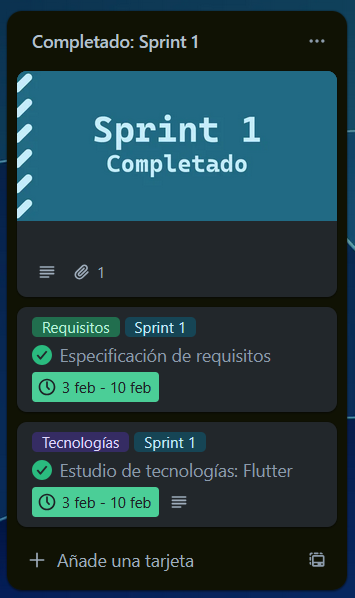 Completado: Sprint 1
Sprint 1
Completado
1
Requisitos Sprint 1
Especificación de requisitos
3 feb - 10 feb
Tecnologías Sprint 1
Estudio de tecnologías: Flutter
3 feb - 10 feb
Añade una tarjeta